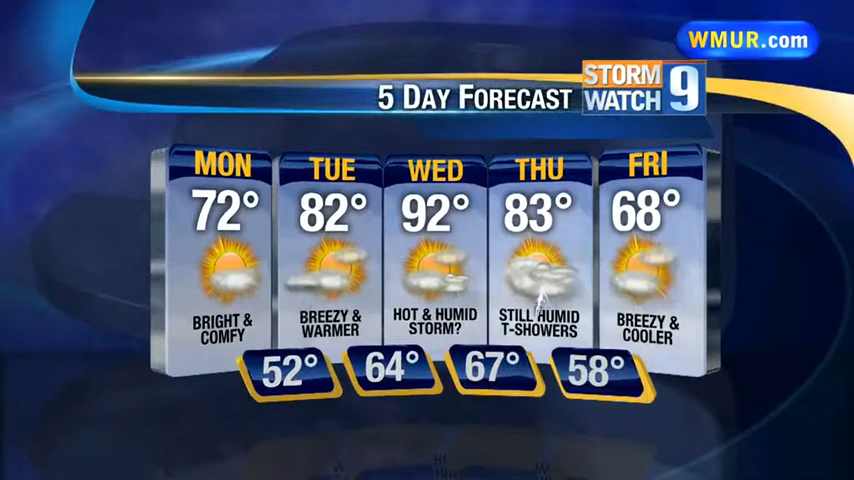 WMUR.com
5 DAY FORECAST
STORM WATCH 9
MON
72°
BRIGHT &
COMFY
TUE
82°
BREEZY &
WARMER
WED
92°
HOT & HUMID
STORM?
THU
83°
STILL HUMID
T-SHOWERS
FRI
68°
BREEZY &
COOLER
52°
64°
67°
58°